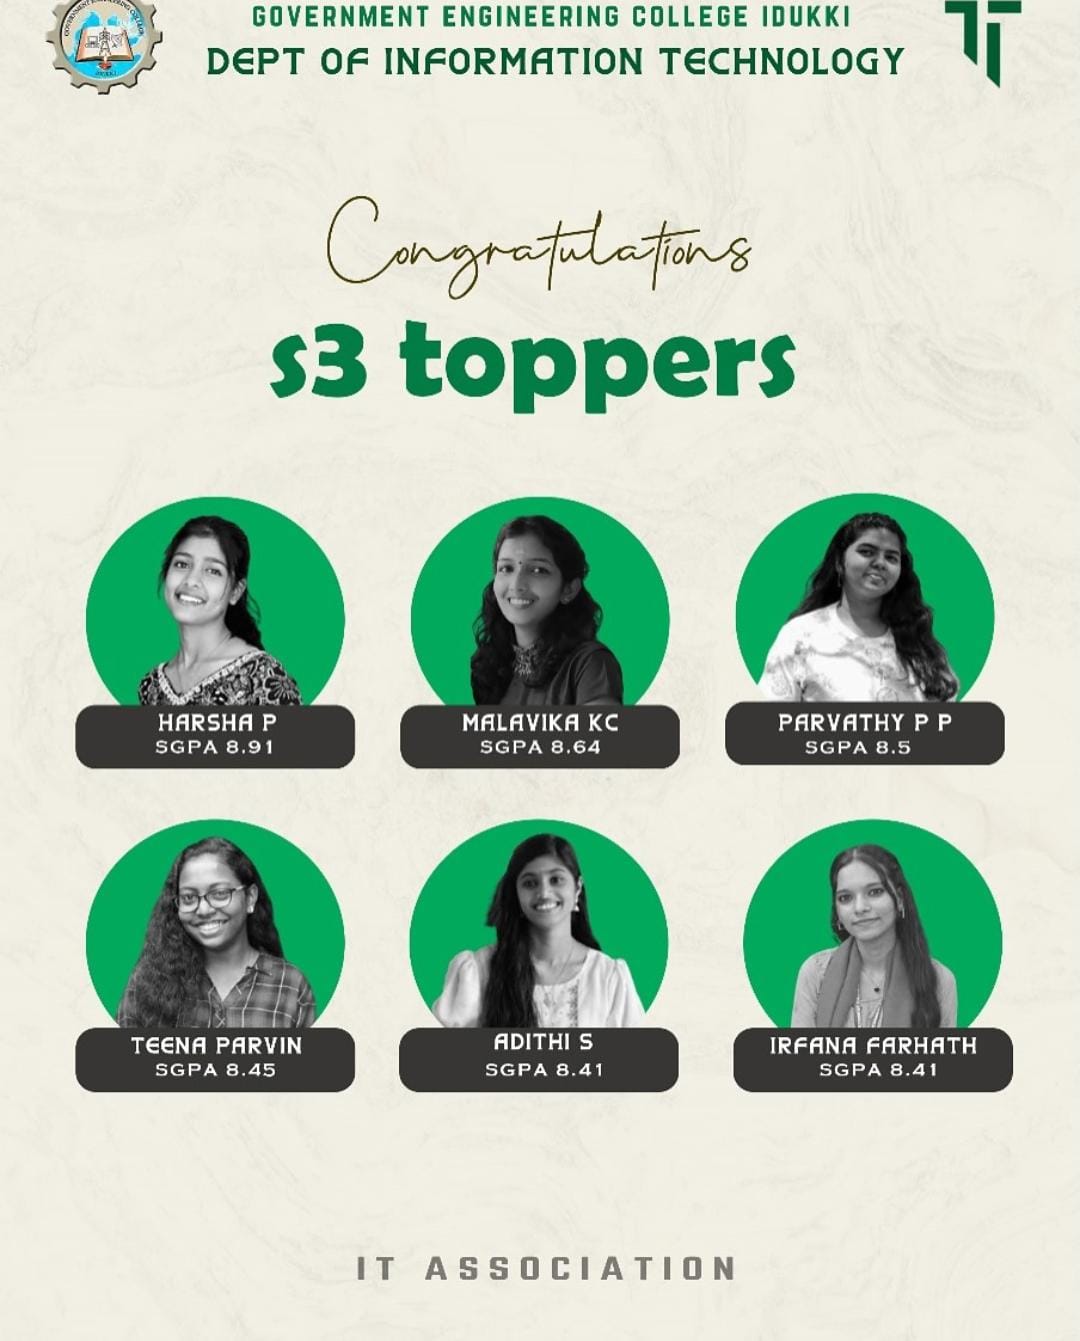 GOVERNMENT ENGINEERING COLLEGE IDUKKI
DEPT OF INFORMATION TECHNOLOGY
Congratulations
s3 toppers
HARSHA P
SGPA 8.91
MALAVIKA KC
SGPA 8.64
PARVATHY P P
SGPA 8.5
TEENA PARVIN
SGPA 8.45
ADITHI S
SGPA 8.41
IRFANA FARHATH
SGPA 8.41
IT ASSOCIATION